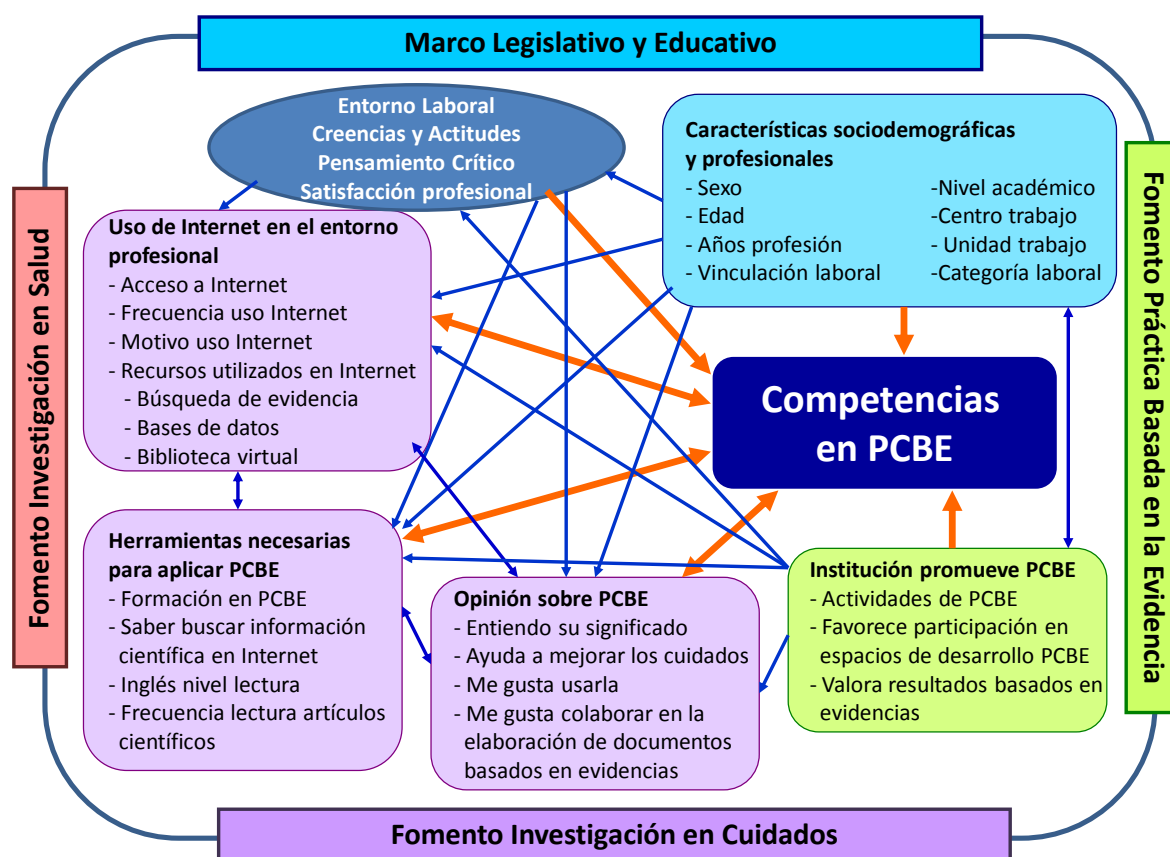 Marco Legislativo y Educativo
Entorno Laboral
Creencias y Actitudes
Pensamiento Crítico
Satisfacción profesional
Características sociodemográficas
y profesionales
- Sexo
- Edad
- Años profesión
- Vinculación laboral
-Nivel académico
-Centro trabajo
- Unidad trabajo
-Categoría laboral
Fomento Investigación en Salud
Uso de Internet en el entorno
profesional
- Acceso a Internet
- Frecuencia uso Internet
- Motivo uso Internet
- Recursos utilizados en Internet
- Búsqueda de evidencia
- Bases de datos
- Biblioteca virtual
Competencias
en PCBE
Fomento Práctica Basada en la Evidencia
Herramientas necesarias
para aplicar PCBE
- Formación en PCBE
- Saber buscar información
científica en Internet
- Inglés nivel lectura
- Frecuencia lectura artículos
científicos
Opinión sobre PCBE
- Entiendo su significado
- Ayuda a mejorar los cuidados
- Me gusta usarla
- Me gusta colaborar en la
elaboración de documentos
basados en evidencias
Institución promueve PCBE
- Actividades de PCBE
- Favorece participación en
espacios de desarrollo PCBE
- Valora resultados basados en
evidencias
Fomento Investigación en Cuidados